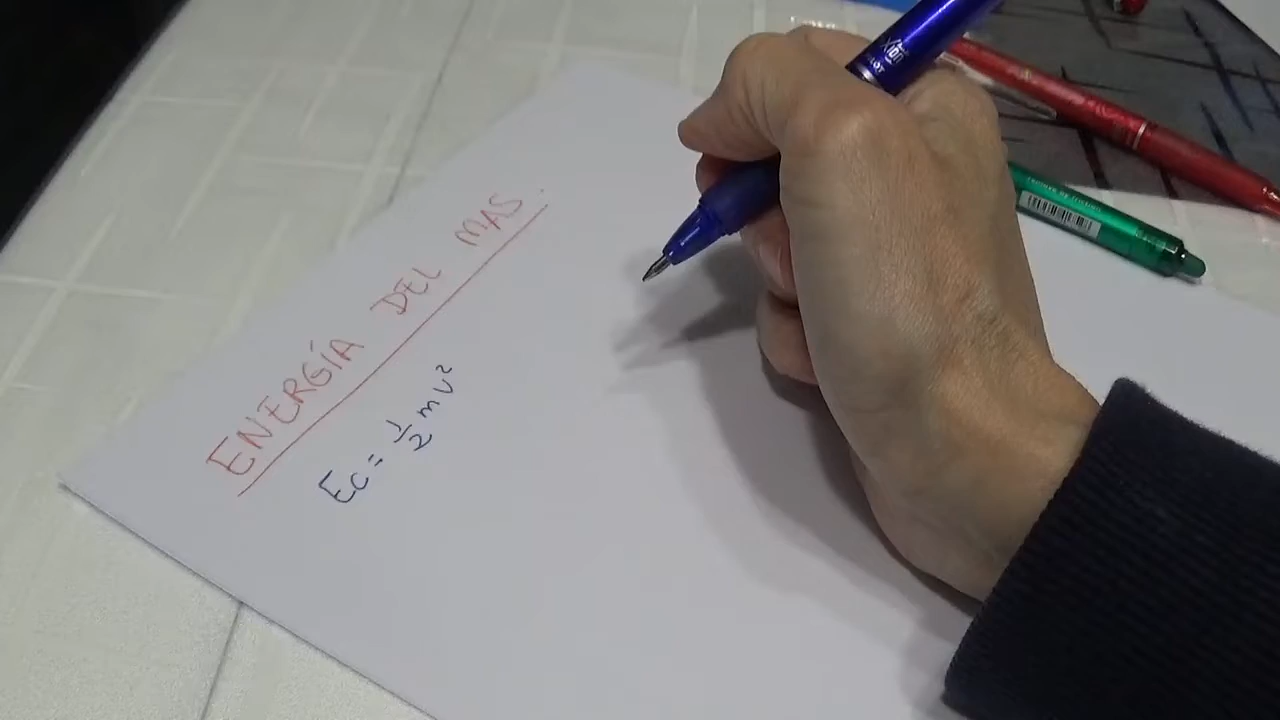 ENERGÍA DEL MAS.
Ec = 1/2 mv²